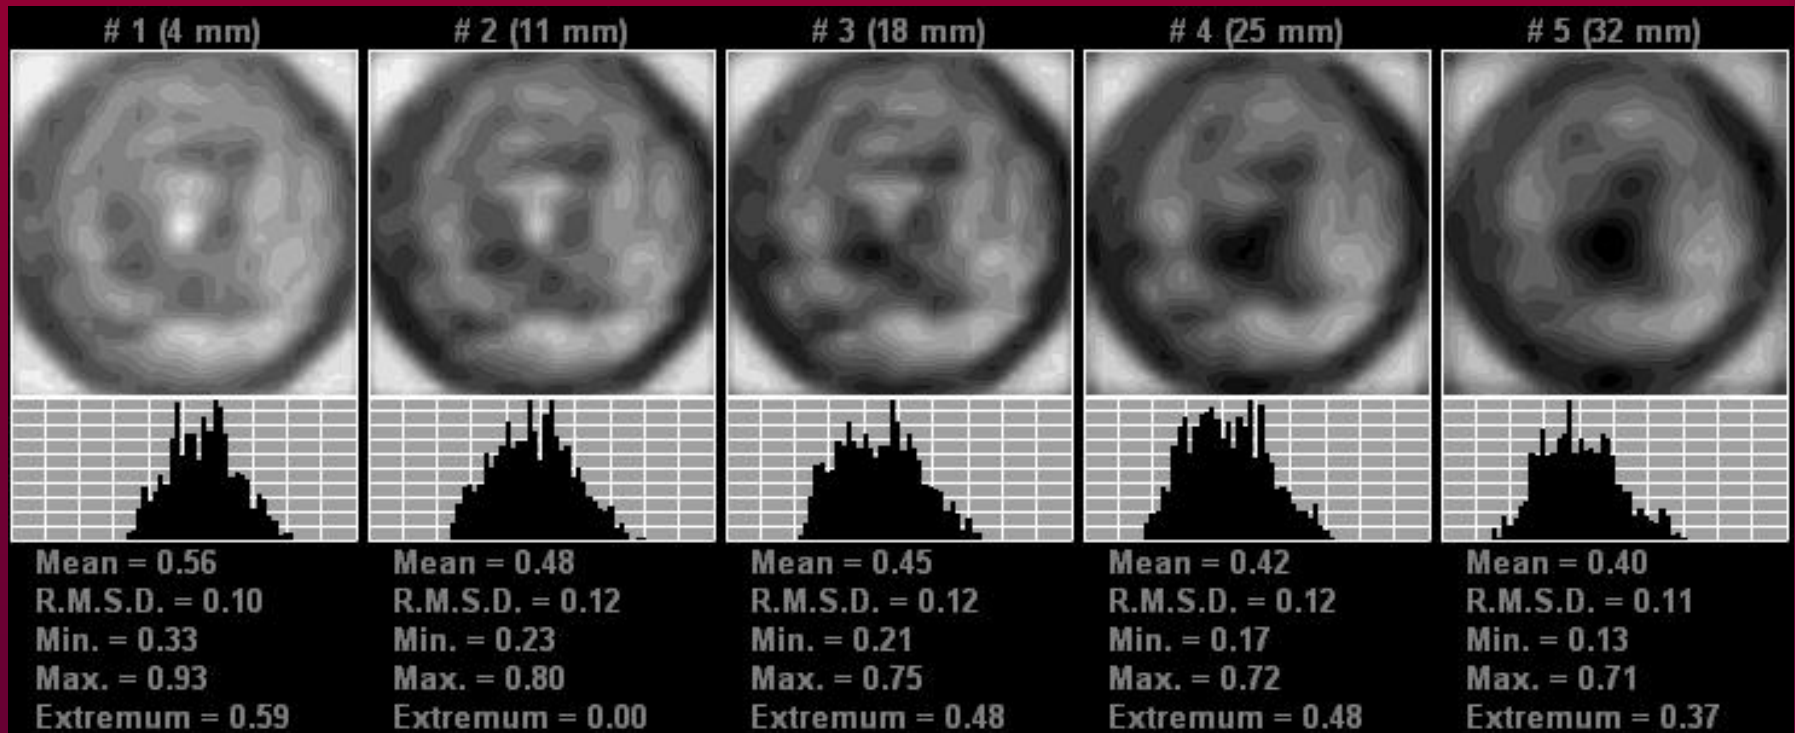 # 1 (4 mm)
# 2 (11 mm)
# 3 (18 mm)
# 4 (25 mm)
# 5 (32 mm)
Mean = 0.56
R.M.S.D. = 0.10
Min. = 0.33
Max. = 0.93
Extremum = 0.59
Mean = 0.48
R.M.S.D. = 0.12
Min. = 0.23
Max. = 0.80
Extremum = 0.00
Mean = 0.45
R.M.S.D. = 0.12
Min. = 0.21
Max. = 0.75
Extremum = 0.48
Mean = 0.42
R.M.S.D. = 0.12
Min. = 0.17
Max. = 0.72
Extremum = 0.48
Mean = 0.40
R.M.S.D. = 0.11
Min. = 0.13
Max. = 0.71
Extremum = 0.37